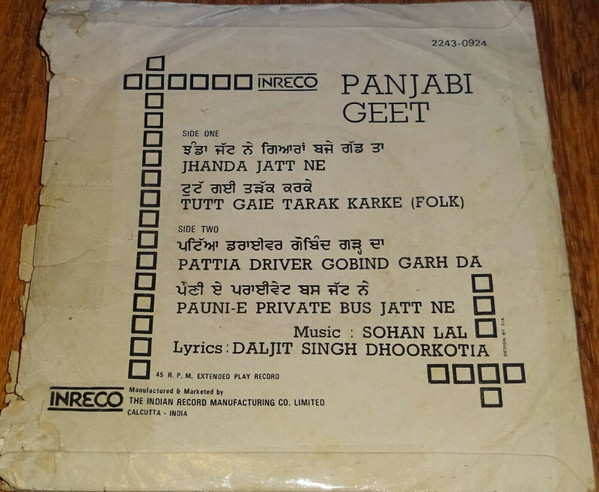 2243-0924
INRECO
PANJABI
GEET
SIDE ONE
ਝੰਡਾ ਜੱਟ ਨੇ ਗਿਆਰਾਂ ਬਜੇ ਗੱਡ ਤਾ
JHANDA JATT NE
ਟੁਟ ਗਈ ਤੜੱਕ ਕਰਕੇ
TUTT GAIE TARAK KARKE (FOLK)
SIDE TWO
ਪਟਿਆ ਡਰਾਈਵਰ ਗੋਬਿੰਦ ਗੜ੍ਹ ਦਾ
PATTIA DRIVER GOBIND GARH DA
ਪੌਣੀ ਏ ਪਰਾਈਵੇਟ ਬਸ ਜੱਟ ਨੇ
PAUNI-E PRIVATE BUS JATT NE
Music : SOHAN LAL
Lyrics : DALJIT SINGH DHOORKOTIA
45 R. P. M. EXTENDED PLAY RECORD
INRECO
Manufactured & Marketed by
THE INDIAN RECORD MANUFACTURING CO. LIMITED
CALCUTTA - INDIA